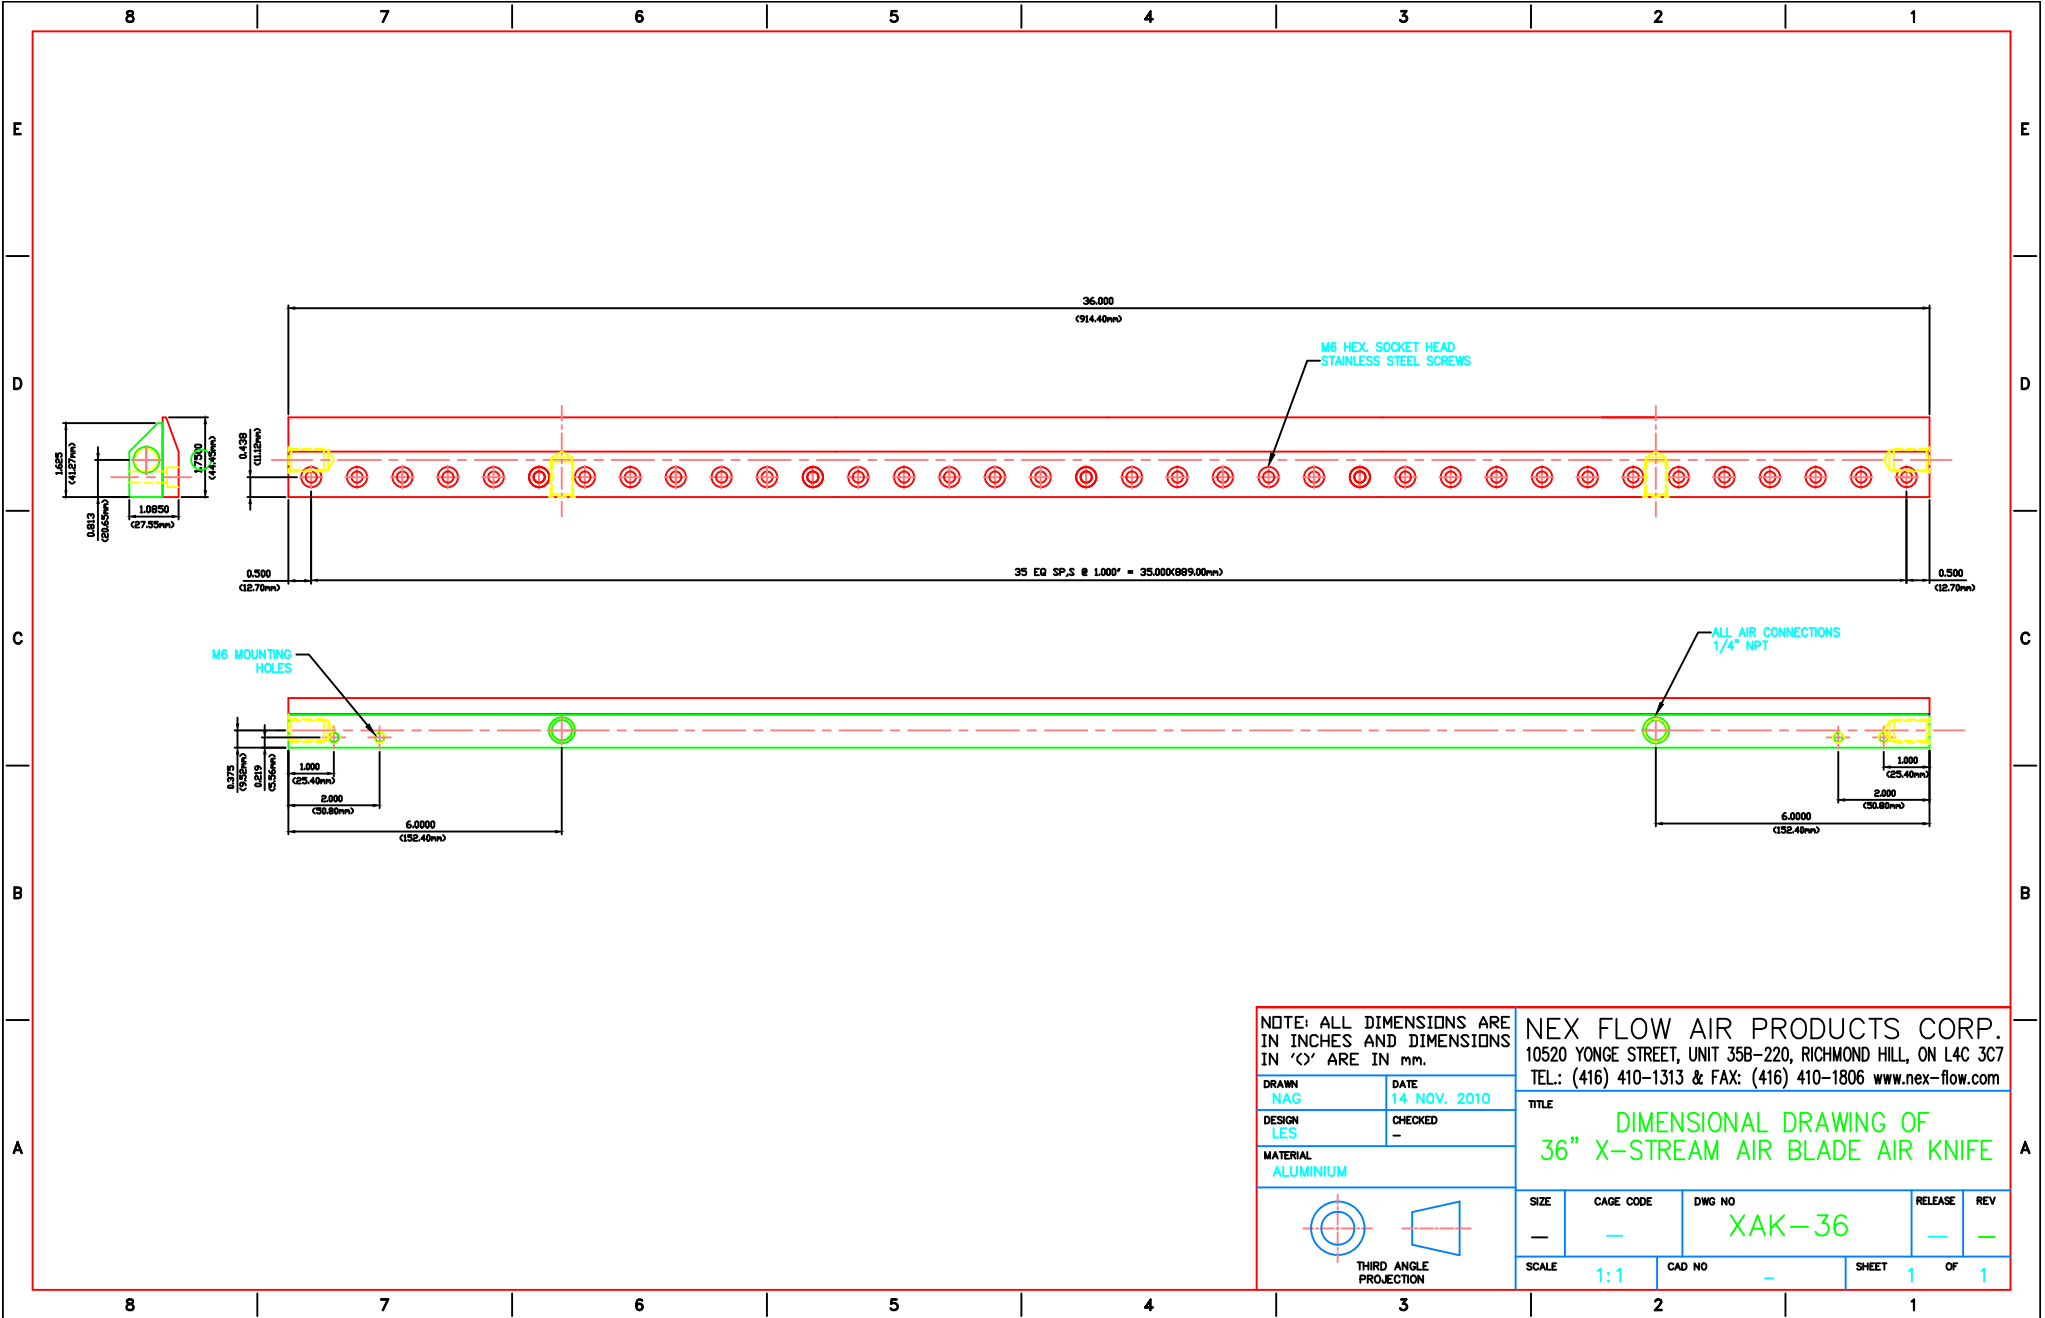 8 7 6 5 4 3 2 1
E E
D D
C C
B B
A A
36.000
(914.40mm)
M6 HEX. SOCKET HEAD
STAINLESS STEEL SCREWS
1.625
(41.27mm)
0.813
(20.65mm)
1.7500
(44.45mm)
1.0850
(27.55mm)
0.438
(11.12mm)
0.500
(12.70mm)
35 EQ SP,S @ 1.000" = 35.000(889.00mm)
0.500
(12.70mm)
M6 MOUNTING
HOLES
ALL AIR CONNECTIONS
1/4" NPT
0.375
(9.52mm)
0.219
(5.56mm)
1.000
(25.40mm)
2.000
(50.80mm)
6.0000
(152.40mm)
1.000
(25.40mm)
2.000
(50.80mm)
6.0000
(152.40mm)
NOTE: ALL DIMENSIONS ARE
IN INCHES AND DIMENSIONS
IN '()' ARE IN mm.
DRAWN
NAG
DATE
14 NOV. 2010
DESIGN
LES
CHECKED
–
MATERIAL
ALUMINIUM
THIRD ANGLE
PROJECTION
NEX FLOW AIR PRODUCTS CORP.
10520 YONGE STREET, UNIT 35B-220, RICHMOND HILL, ON L4C 3C7
TEL.: (416) 410-1313 & FAX: (416) 410-1806 www.nex-flow.com
TITLE
DIMENSIONAL DRAWING OF
36" X-STREAM AIR BLADE AIR KNIFE
SIZE
–
CAGE CODE
–
DWG NO
XAK-36
RELEASE
–
REV
–
SCALE 1:1
CAD NO –
SHEET 1 OF 1
8 7 6 5 4 3 2 1